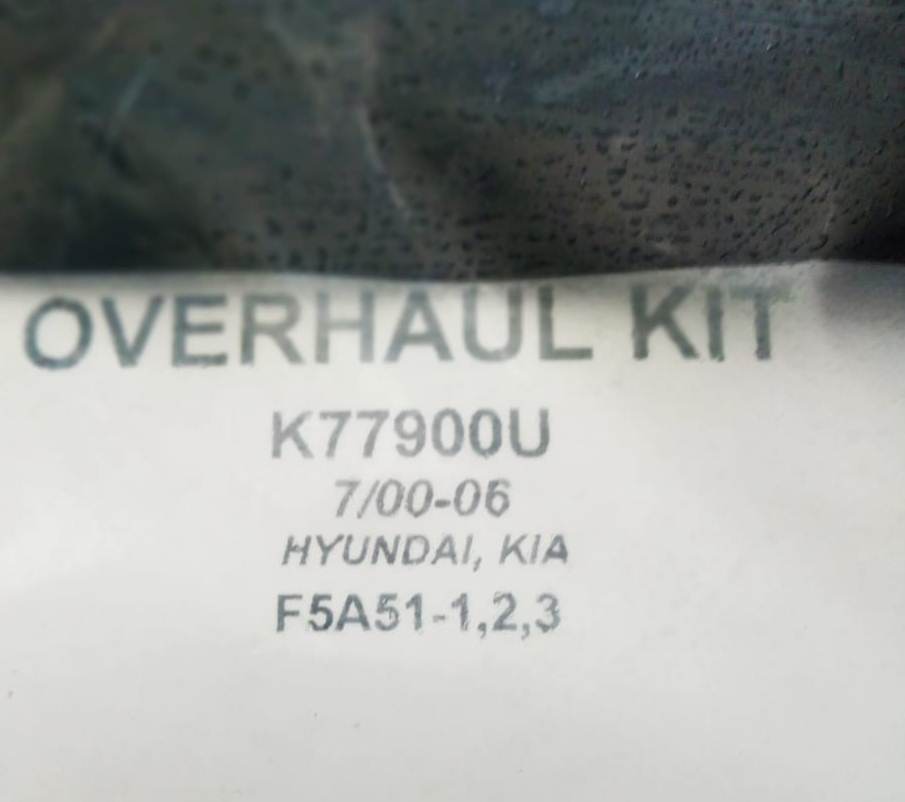 OVERHAUL KIT
K77900U
7/00-06
HYUNDAI, KIA
F5A51-1,2,3